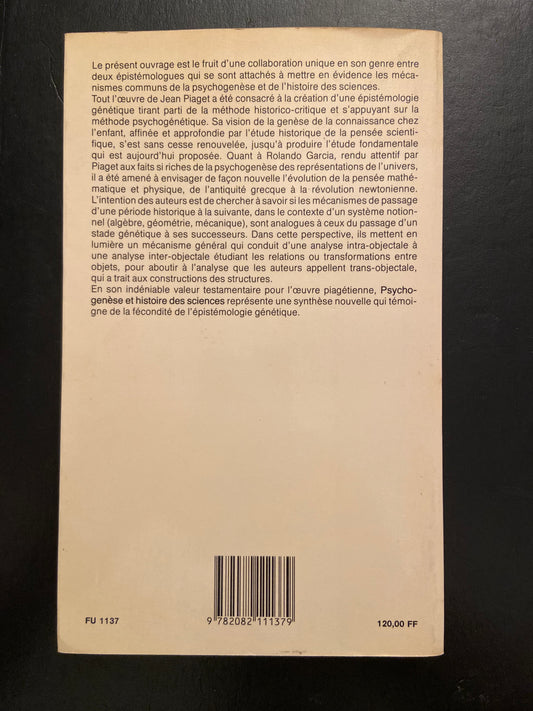 Le présent ouvrage est le fruit d'une collaboration unique en son genre entre
deux épistémologues qui se sont attachés à mettre en évidence les méca-
nismes communs de la psychogenèse et de l'histoire des sciences.
Tout l'œuvre de Jean Piaget a été consacré à la création d'une épistémologie
génétique tirant parti de la méthode historico-critique et s'appuyant sur la
méthode psychogénétique. Sa vision de la genèse de la connaissance chez
l'enfant, affinée et approfondie par l'étude historique de la pensée scienti-
fique, s'est sans cesse renouvelée, jusqu'à produire l'étude fondamentale
qui est aujourd'hui proposée. Quant à Rolando Garcia, rendu attentif par
Piaget aux faits si riches de la psychogenèse des représentations de l'univers,
il a été amené à envisager de façon nouvelle l'évolution de la pensée mathé-
matique et physique, de l'antiquité grecque à la révolution newtonienne.
L'intention des auteurs est de chercher à savoir si les mécanismes de passage
d'une période historique à la suivante, dans le contexte d'un système notion-
nel (algèbre, géométrie, mécanique), sont analogues à ceux du passage d'un
stade génétique à ses successeurs. Dans cette perspective, ils mettent en
lumière un mécanisme général qui conduit d'une analyse intra-objectale à
une analyse inter-objectale étudiant les relations ou transformations entre
objets, pour aboutir à l'analyse que les auteurs appellent trans-objectale,
qui a trait aux constructions des structures.
En son indéniable valeur testamentaire pour l'œuvre piagétienne, Psycho-
genèse et histoire des sciences représente une synthèse nouvelle qui témoi-
gne de la fécondité de l'épistémologie génétique.
FU 1137
9 782082 111379
120,00 FF